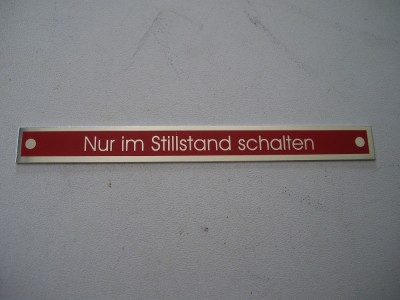 Nur im Stillstand schalten